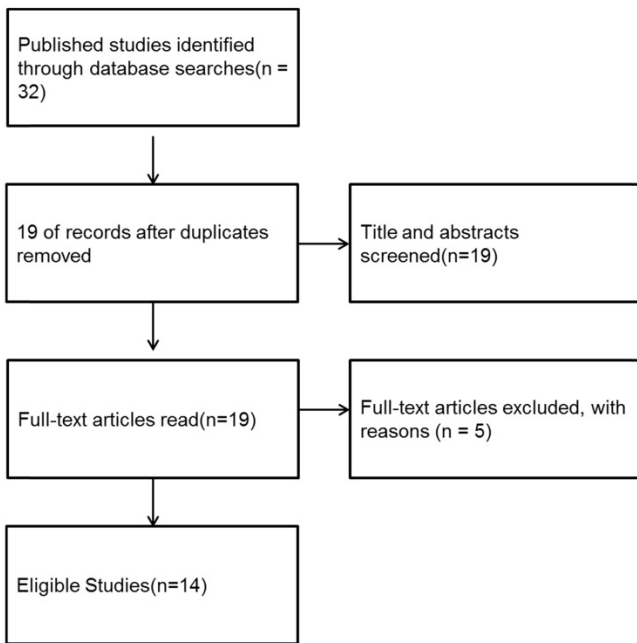 Published studies identified
through database searches(n =
32)
19 of records after duplicates
removed
Title and abstracts
screened(n=19)
Full-text articles read(n=19)
Full-text articles excluded, with
reasons (n = 5)
Eligible Studies(n=14)